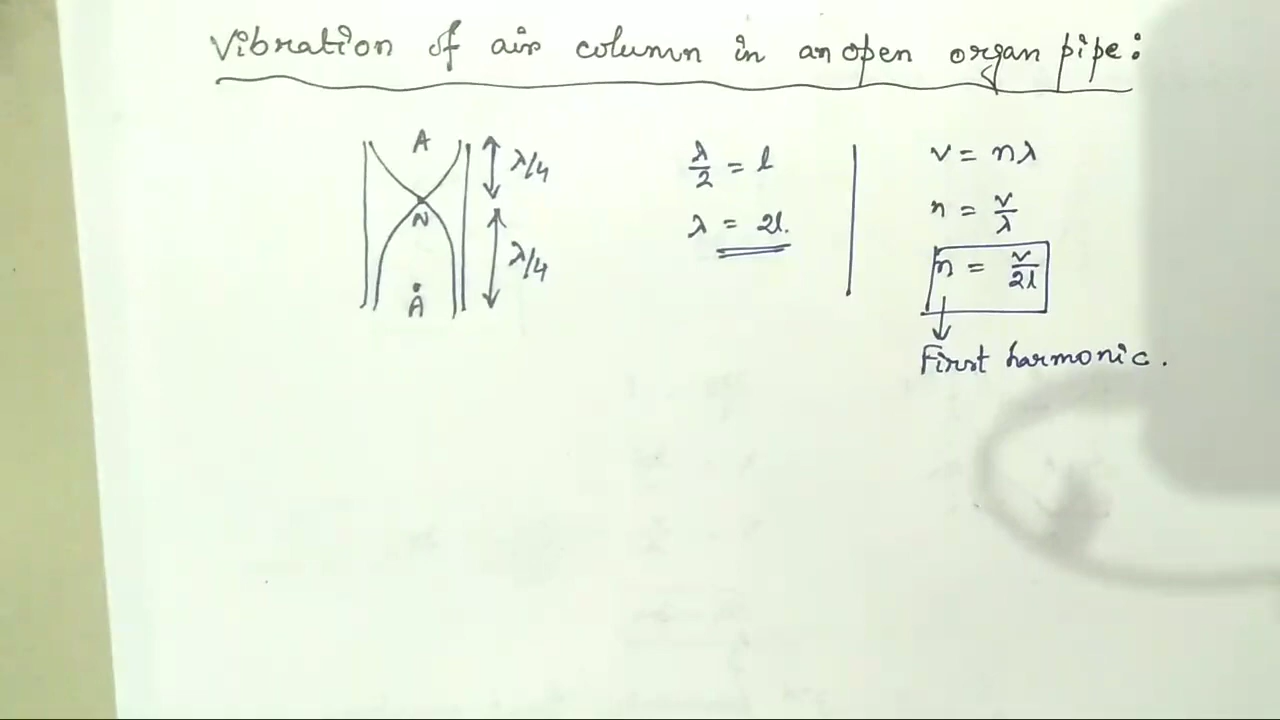 Vibration of air column in an open organ pipe:
A
λ/4
N
λ/4
A
λ/2 = l
λ = 2l.
v = nλ
n = v/λ
n = v/2l
First harmonic.